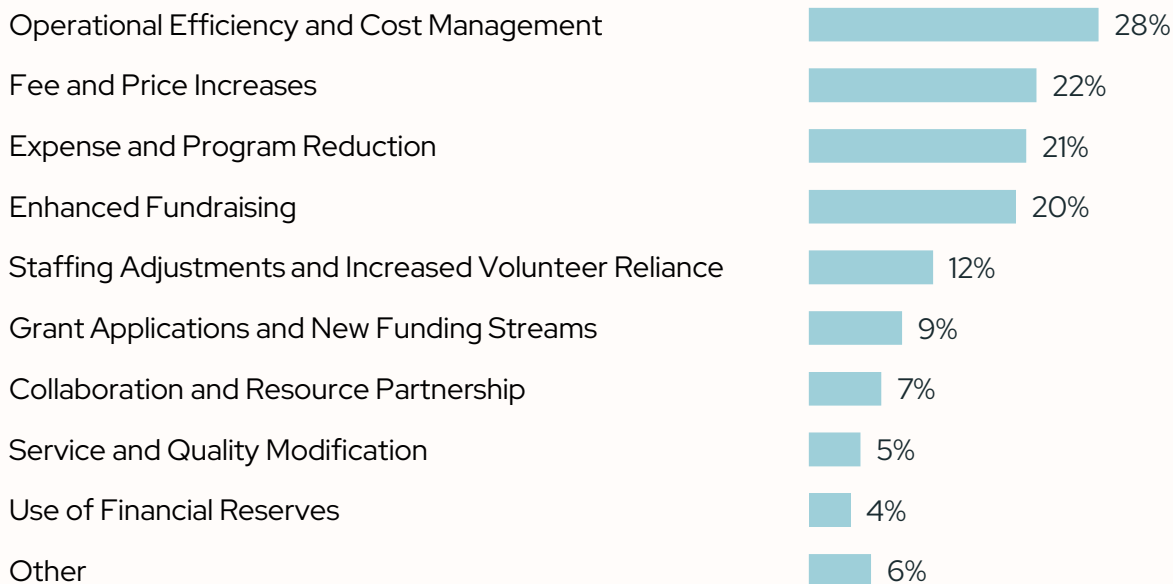 Operational Efficiency and Cost Management 28%
Fee and Price Increases 22%
Expense and Program Reduction 21%
Enhanced Fundraising 20%
Staffing Adjustments and Increased Volunteer Reliance 12%
Grant Applications and New Funding Streams 9%
Collaboration and Resource Partnership 7%
Service and Quality Modification 5%
Use of Financial Reserves 4%
Other 6%